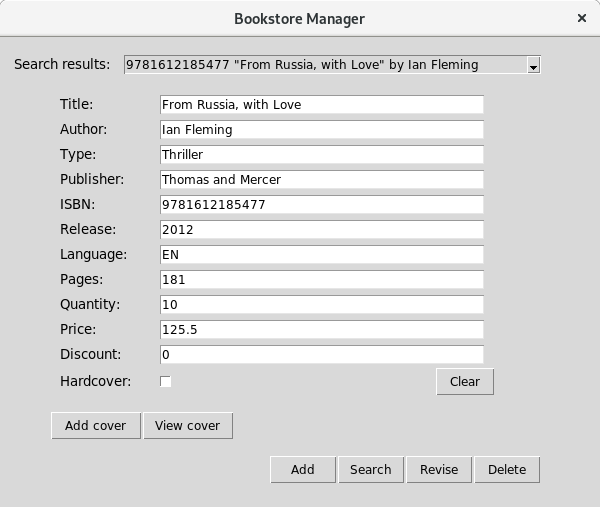 Bookstore Manager ×
Search results: 9781612185477 "From Russia, with Love" by Ian Fleming
Title: From Russia, with Love
Author: Ian Fleming
Type: Thriller
Publisher: Thomas and Mercer
ISBN: 9781612185477
Release: 2012
Language: EN
Pages: 181
Quantity: 10
Price: 125.5
Discount: 0
Hardcover: Clear
Add cover View cover
Add Search Revise Delete